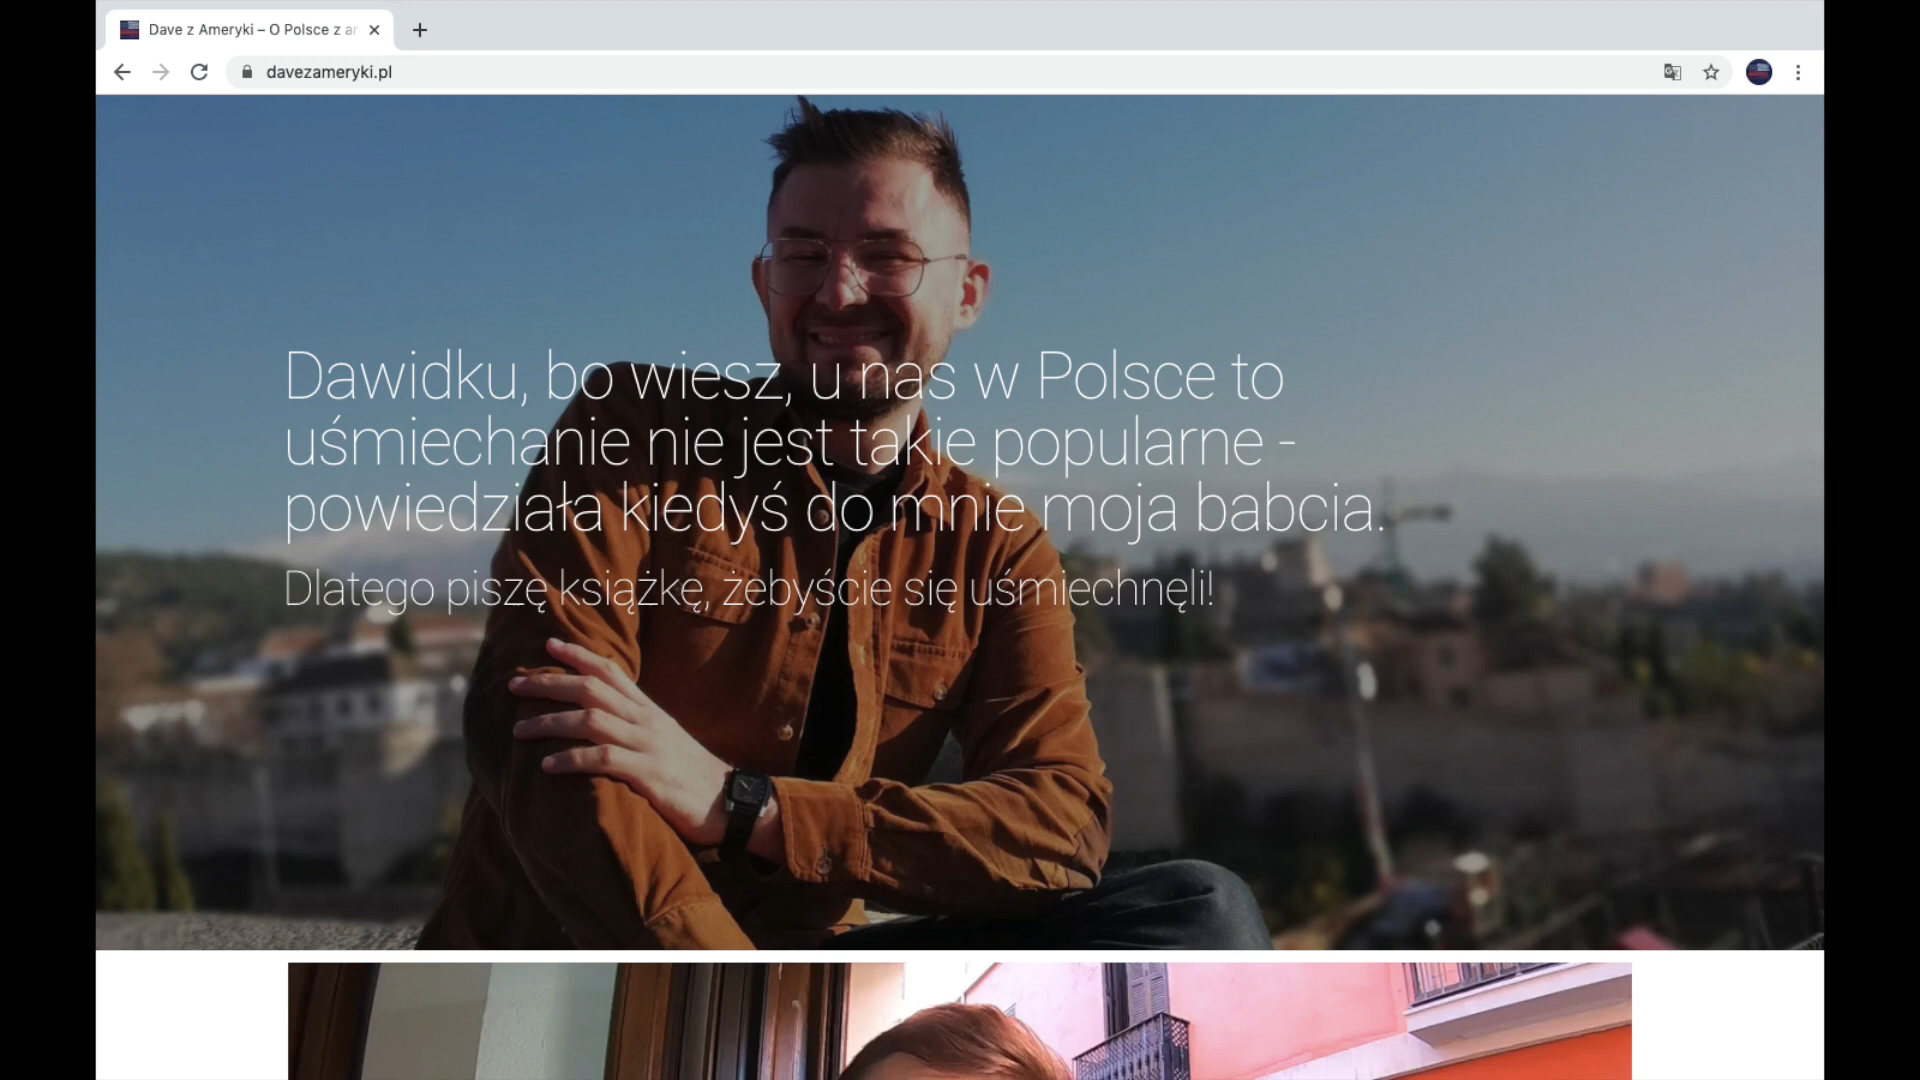 Dave z Ameryki – O Polsce z
davezameryki.pl
Dawidku, bo wiesz, u nas w Polsce to
uśmiechanie nie jest takie popularne -
powiedziała kiedyś do mnie moja babcia.
Dlatego piszę książkę, żebyście się uśmiechnęli!